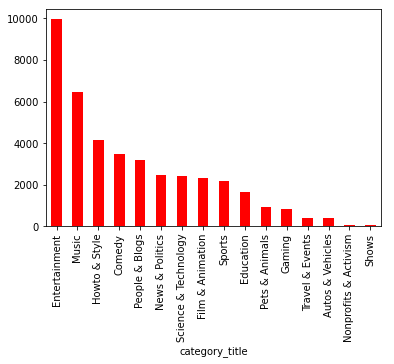 10000
8000
6000
4000
2000
0
Entertainment
Music
Howto & Style
Comedy
People & Blogs
News & Politics
Science & Technology
Film & Animation
Sports
Education
Pets & Animals
Gaming
Travel & Events
Autos & Vehicles
Nonprofits & Activism
Shows
category_title